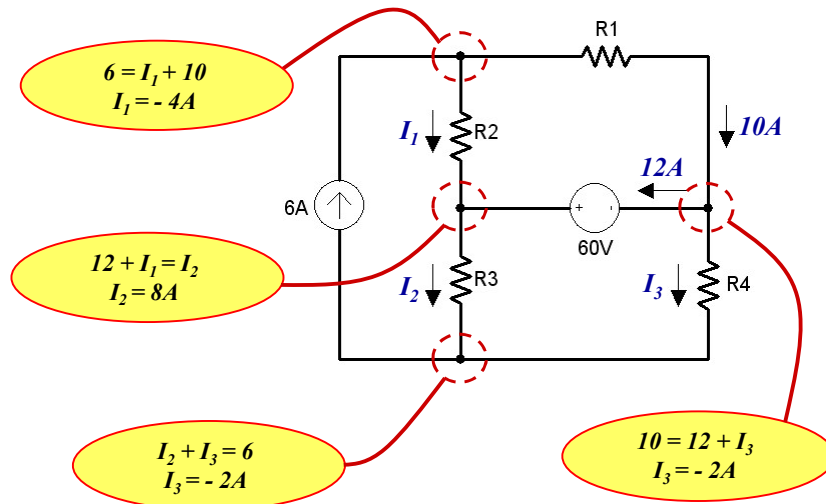 6 = I₁ + 10
I₁ = - 4A
R1
I₁
R2
10A
12A
6A
+ -
60V
12 + I₁ = I₂
I₂ = 8A
I₂
R3
I₃
R4
I₂ + I₃ = 6
I₃ = - 2A
10 = 12 + I₃
I₃ = - 2A